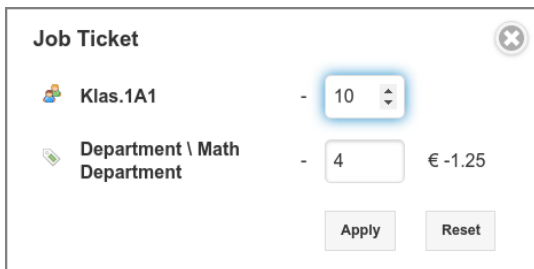 Job Ticket
Klas.1A1 - 10
Department \ Math
Department - 4 € -1.25
Apply Reset